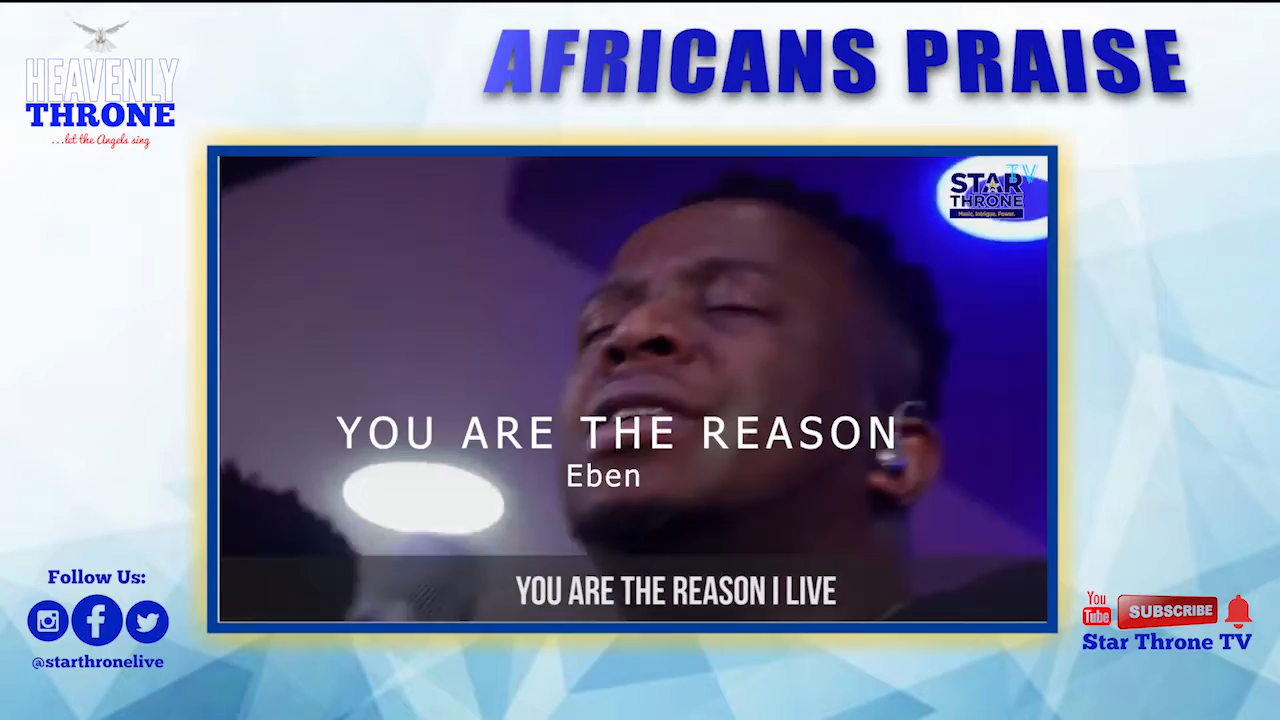 HEAVENLY
THRONE
...let the Angels sing
AFRICANS PRAISE
STAR TV
THRONE
Music. Intrigue. Power.
YOU ARE THE REASON
Eben
YOU ARE THE REASON I LIVE
Follow Us:
@starthronelive
You
Tube
SUBSCRIBE
Star Throne TV